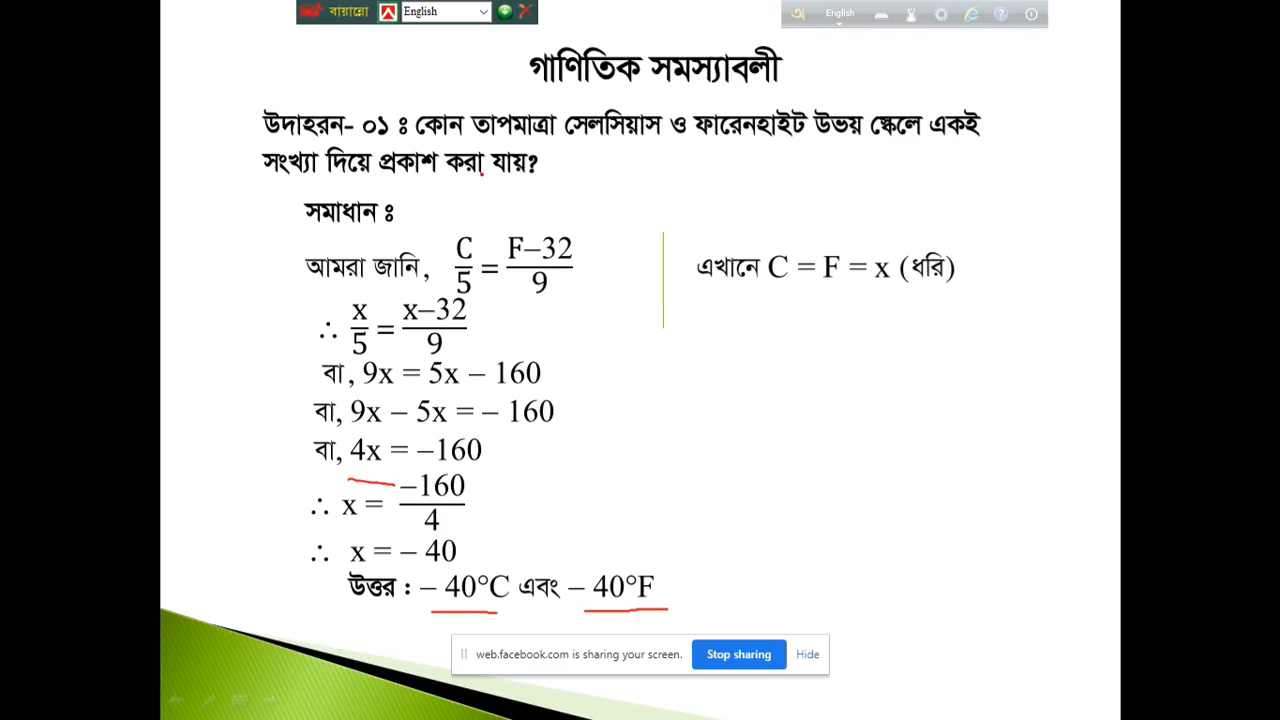 বায়ান্নো English
অ English
গাণিতিক সমস্যাবলী
উদাহরন- ০১ ঃ কোন তাপমাত্রা সেলসিয়াস ও ফারেনহাইট উভয় স্কেলে একই
সংখ্যা দিয়ে প্রকাশ করা যায়?
সমাধান ঃ
আমরা জানি, C/5 = F–32/9
এখানে C = F = x (ধরি)
∴ x/5 = x–32/9
বা, 9x = 5x – 160
বা, 9x – 5x = – 160
বা, 4x = –160
∴ x = –160/4
∴ x = – 40
উত্তর : – 40°C এবং – 40°F
web.facebook.com is sharing your screen. Stop sharing Hide